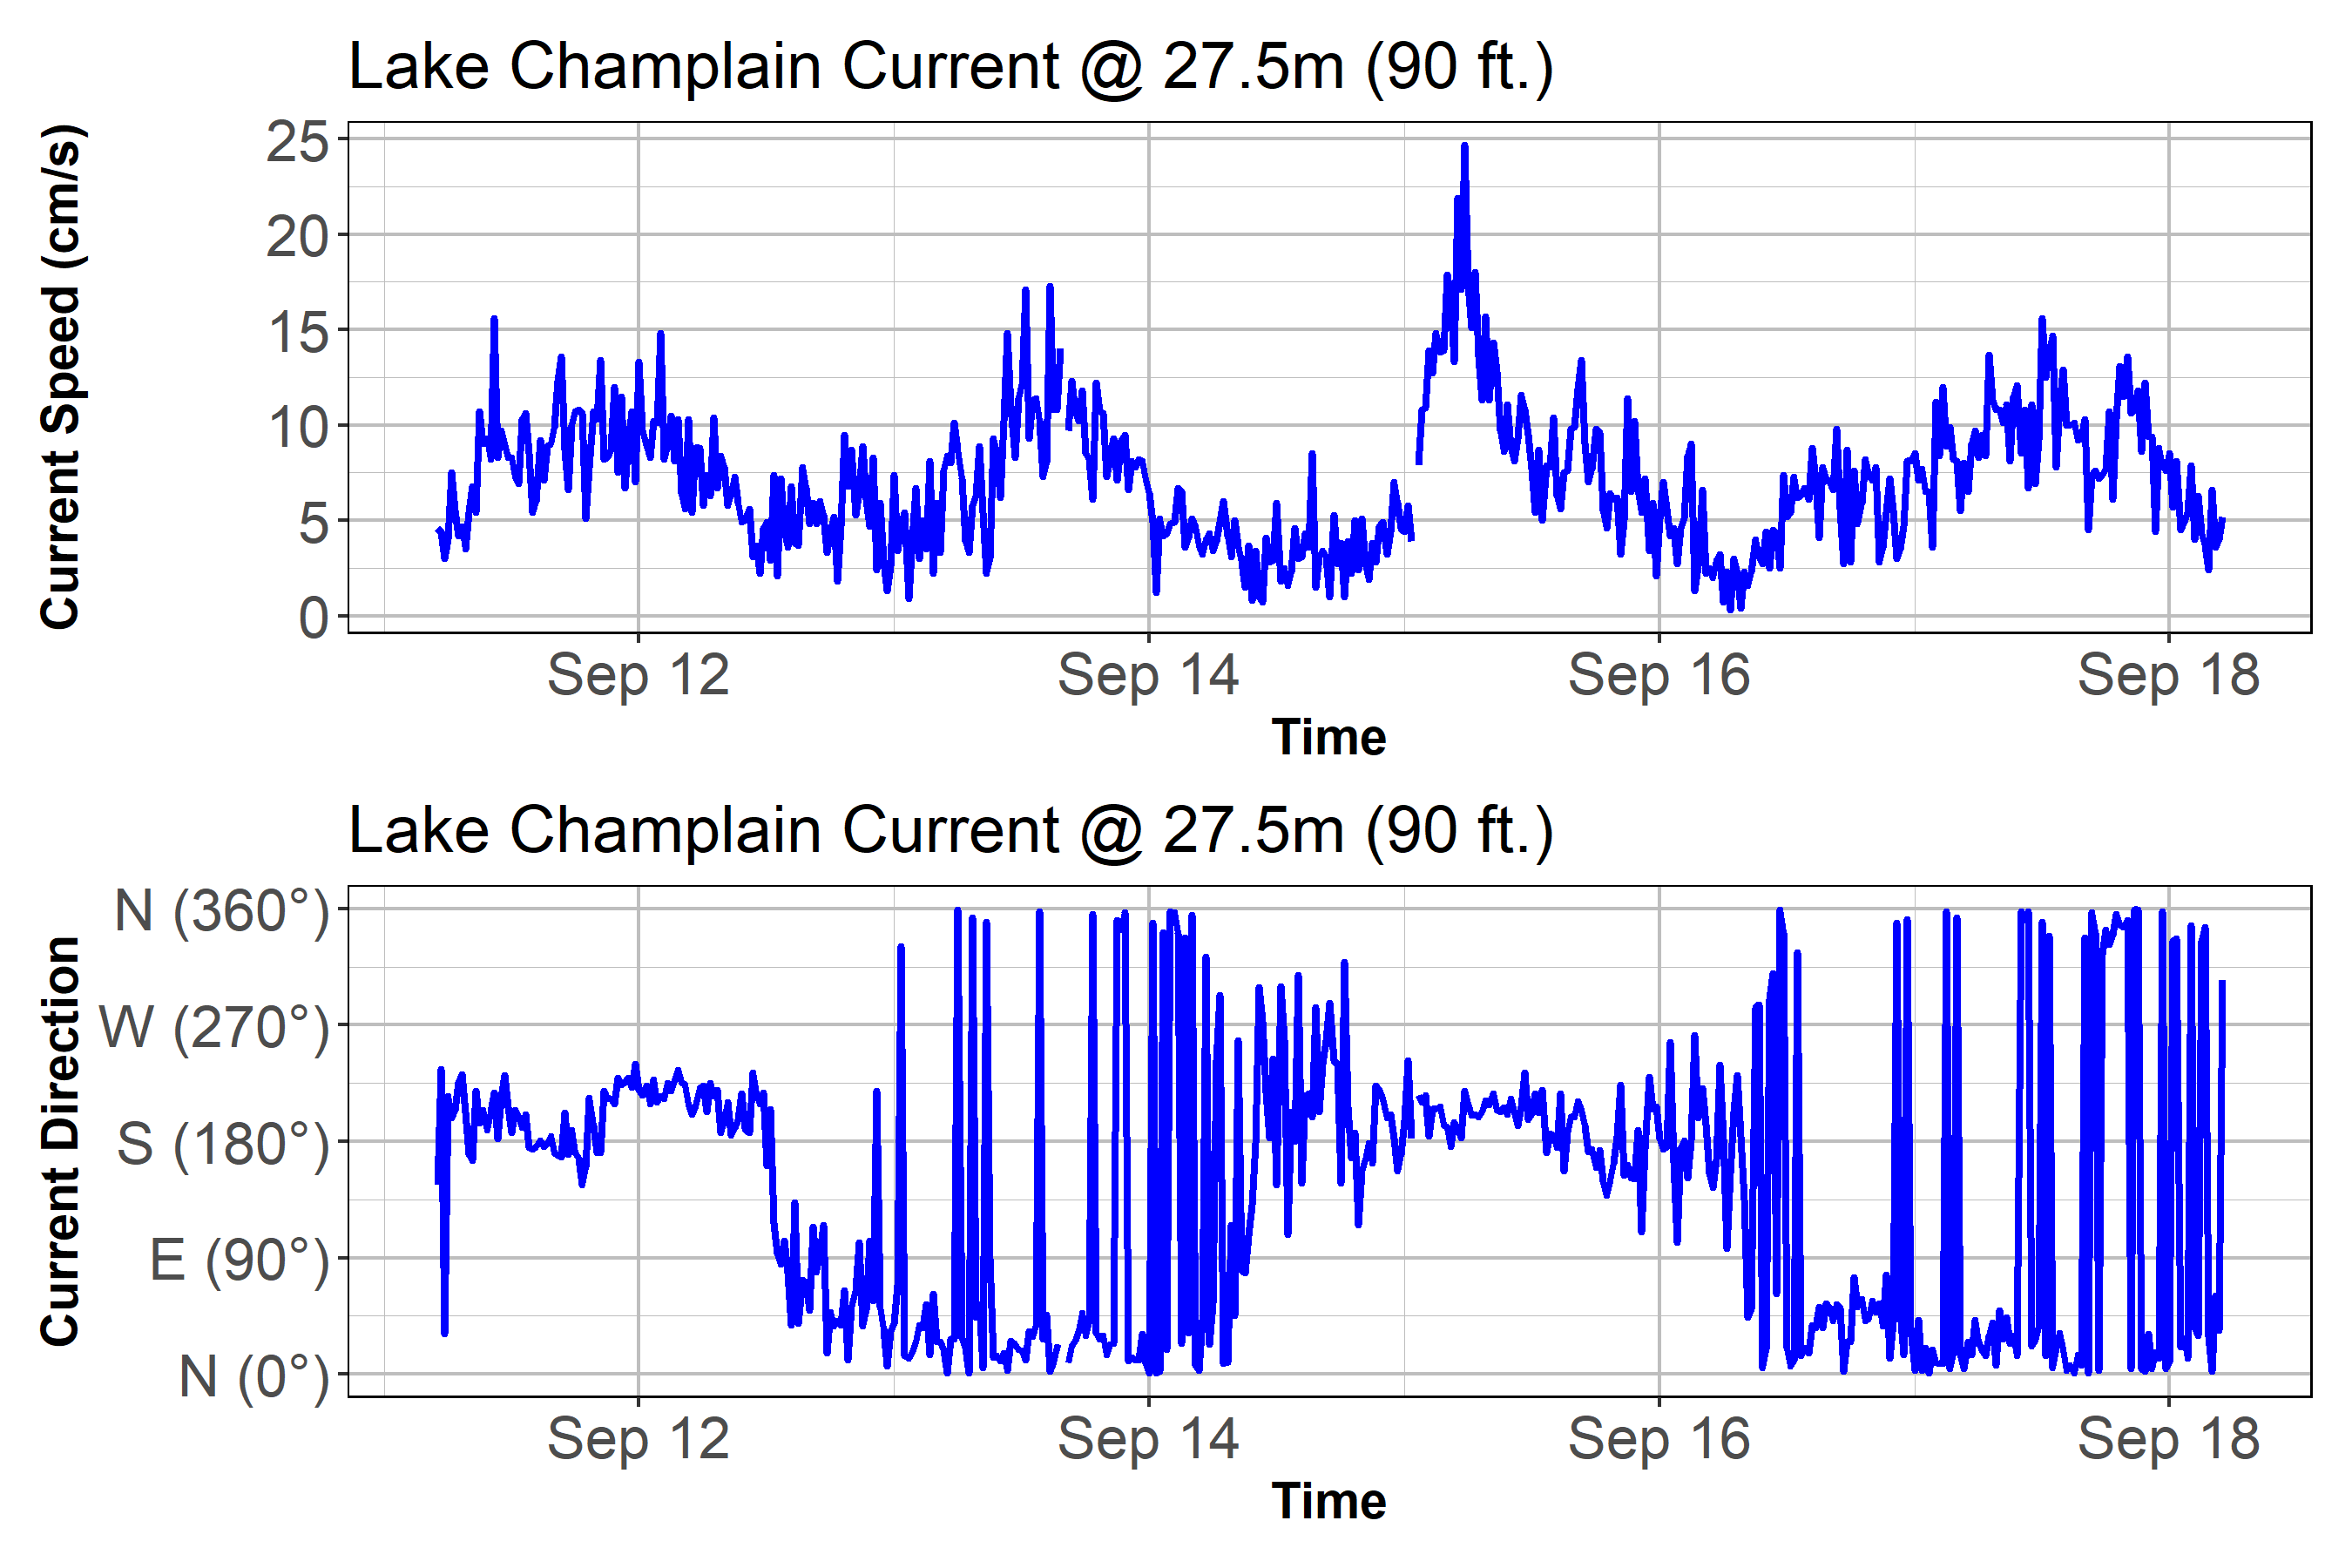 Lake Champlain Current @ 27.5m (90 ft.)
Current Speed (cm/s)
25
20
15
10
5
0
Sep 12 Sep 14 Sep 16 Sep 18
Time
Lake Champlain Current @ 27.5m (90 ft.)
Current Direction
N (360°)
W (270°)
S (180°)
E (90°)
N (0°)
Sep 12 Sep 14 Sep 16 Sep 18
Time